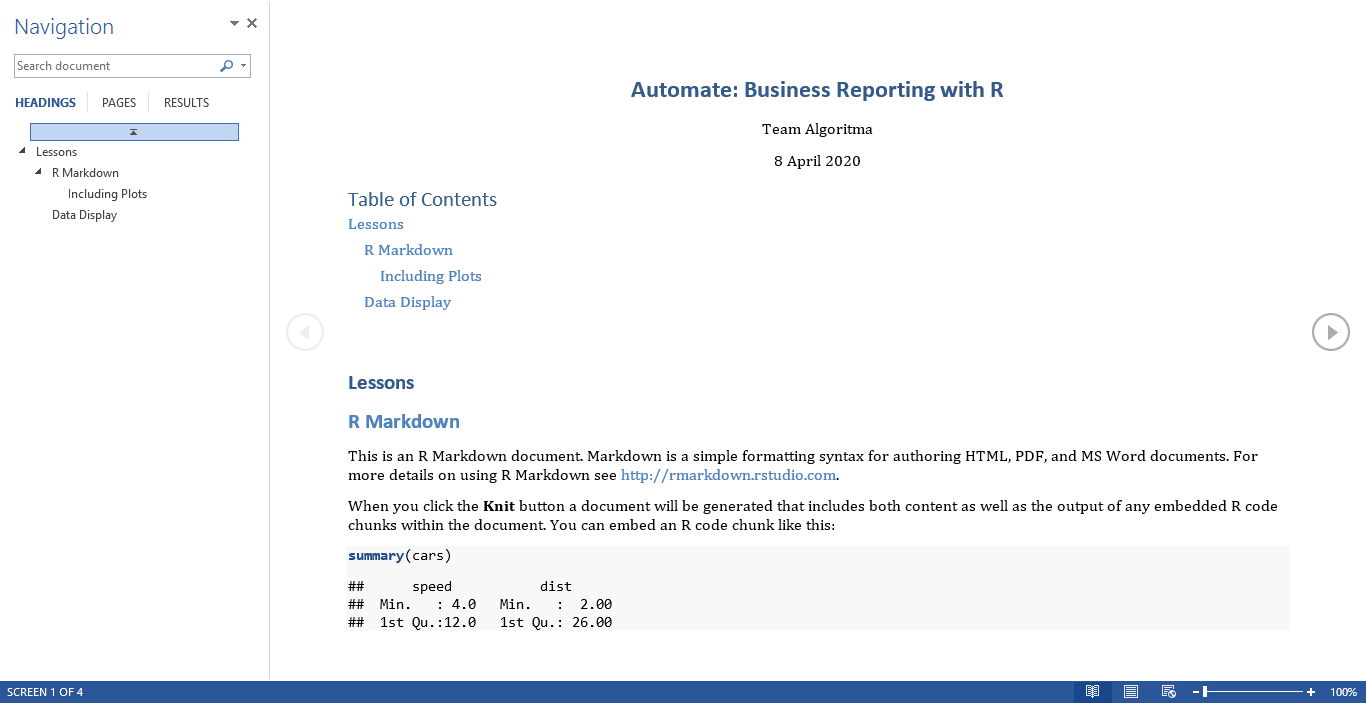 Navigation
Search document
HEADINGS PAGES RESULTS
Lessons
R Markdown
Including Plots
Data Display
Automate: Business Reporting with R
Team Algoritma
8 April 2020
Table of Contents
Lessons
R Markdown
Including Plots
Data Display
Lessons
R Markdown
This is an R Markdown document. Markdown is a simple formatting syntax for authoring HTML, PDF, and MS Word documents. For
more details on using R Markdown see http://rmarkdown.rstudio.com.
When you click the Knit button a document will be generated that includes both content as well as the output of any embedded R code
chunks within the document. You can embed an R code chunk like this:
summary(cars)
##      speed           dist
##  Min.   : 4.0   Min.   :  2.00
##  1st Qu.:12.0   1st Qu.: 26.00
SCREEN 1 OF 4
100%